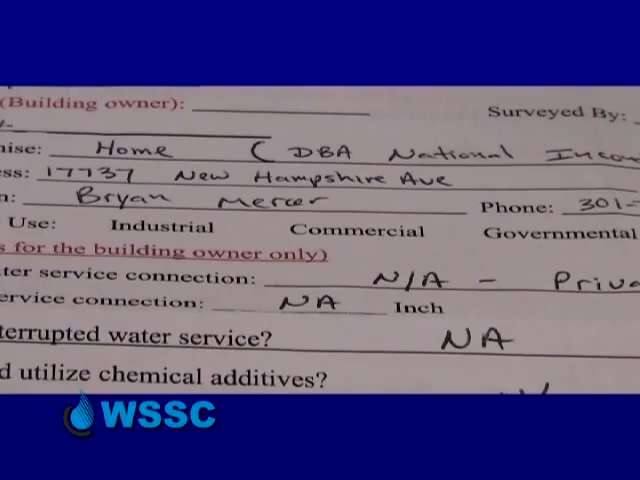 (Building owner):
Surveyed By:
nise: Home ( DBA National Incom
ess: 17737 New Hampshire Ave
n: Bryan Mercer Phone: 301-
Use: Industrial Commercial Governmental
s for the building owner only)
ter service connection: N/A - Priva
ervice connection: NA Inch
terrupted water service? NA
d utilize chemical additives?
WSSC